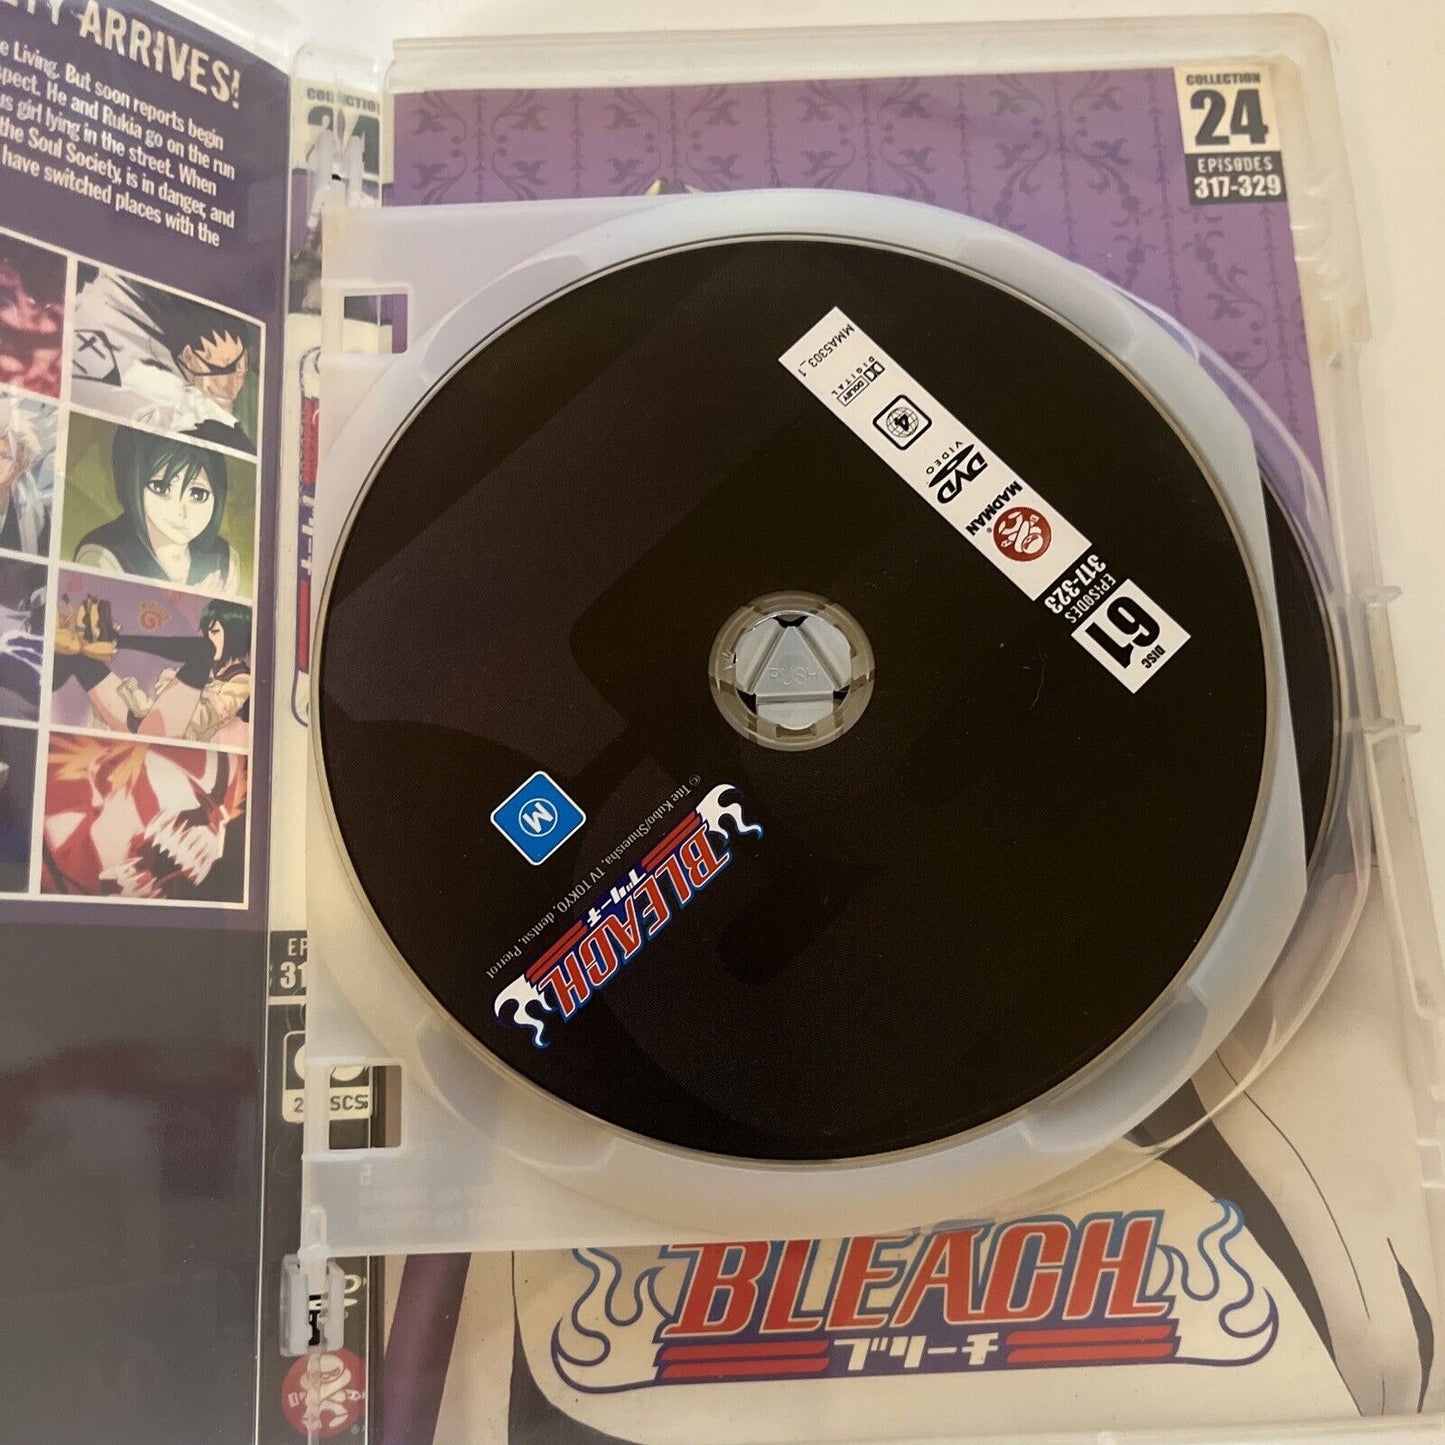 ARRIVES!
e Living. But soon reports begin
spect. He and Rukia go on the run
us girl lying in the street. When
the Soul Society, is in danger, and
have switched places with the
COLLECTION
24
EPISODES
317-329
MMA5303_1
DOLBY
DIGITAL
4
DVD
VIDEO
MADMAN®
EPISODES
317-323
DISC
61
PUSH
M
© Tite Kubo/Shueisha, TV TOKYO, dentsu, Pierrot
BLEACH
ブリーチ
2 DISCS
BLEACH
ブリーチ